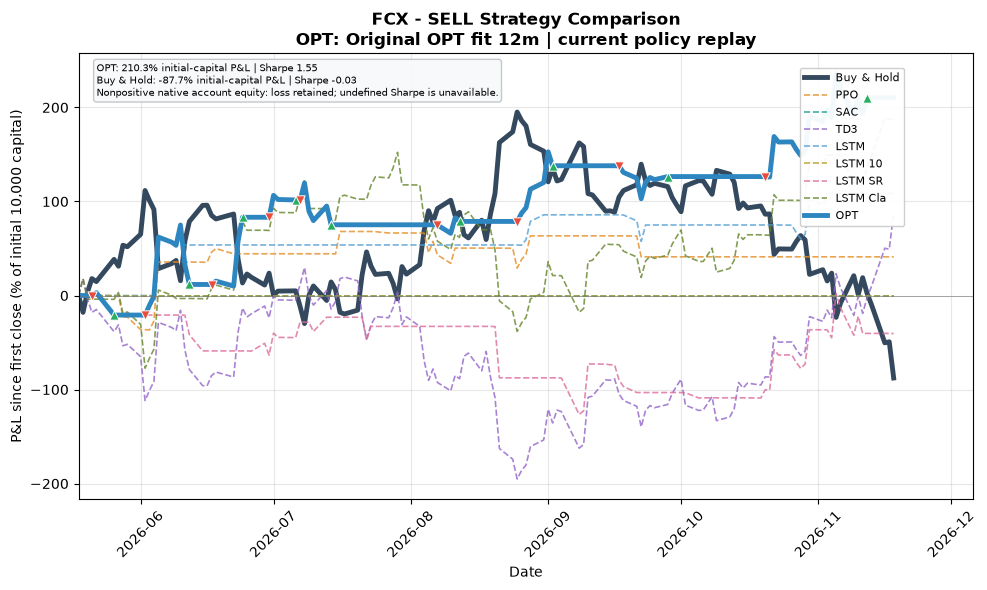 FCX - SELL Strategy Comparison
OPT: Original OPT fit 12m | current policy replay
OPT: 210.3% initial-capital P&L | Sharpe 1.55
Buy & Hold: -87.7% initial-capital P&L | Sharpe -0.03
Nonpositive native account equity: loss retained; undefined Sharpe is unavailable.
Buy & Hold
PPO
SAC
TD3
LSTM
LSTM 10
LSTM SR
LSTM Cla
OPT
P&L since first close (% of initial 10,000 capital)
200
100
0
−100
−200
2026-06
2026-07
2026-08
2026-09
2026-10
2026-11
2026-12
Date